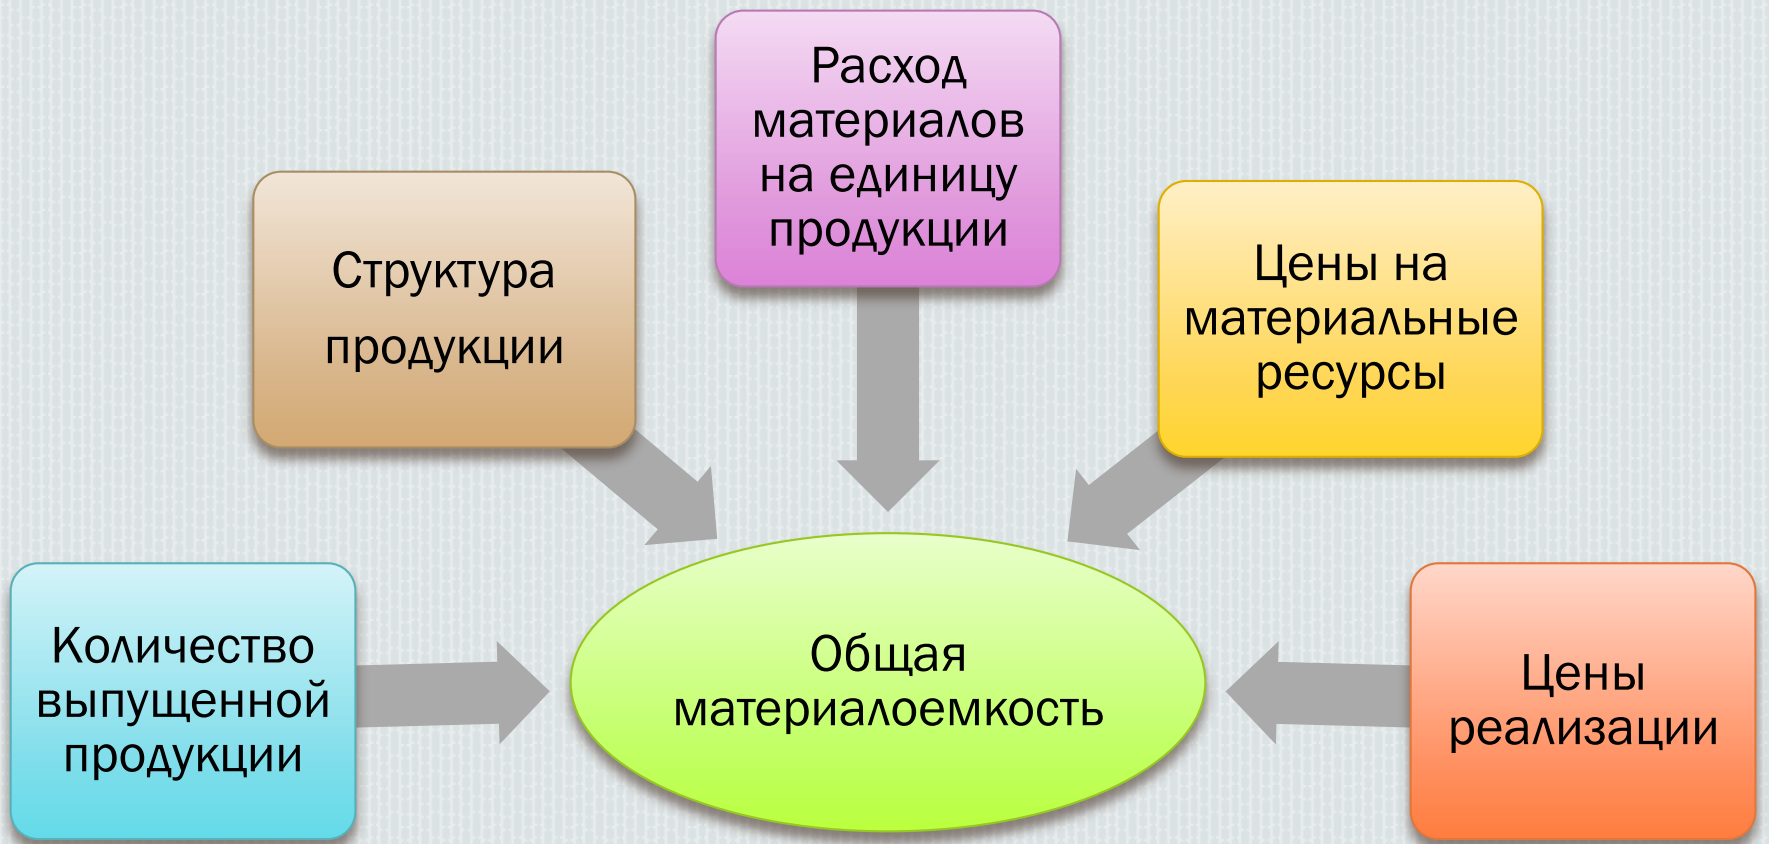 Расход
материалов
на единицу
продукции
Структура
продукции
Цены на
материальные
ресурсы
Количество
выпущенной
продукции
Общая
материалоемкость
Цены
реализации